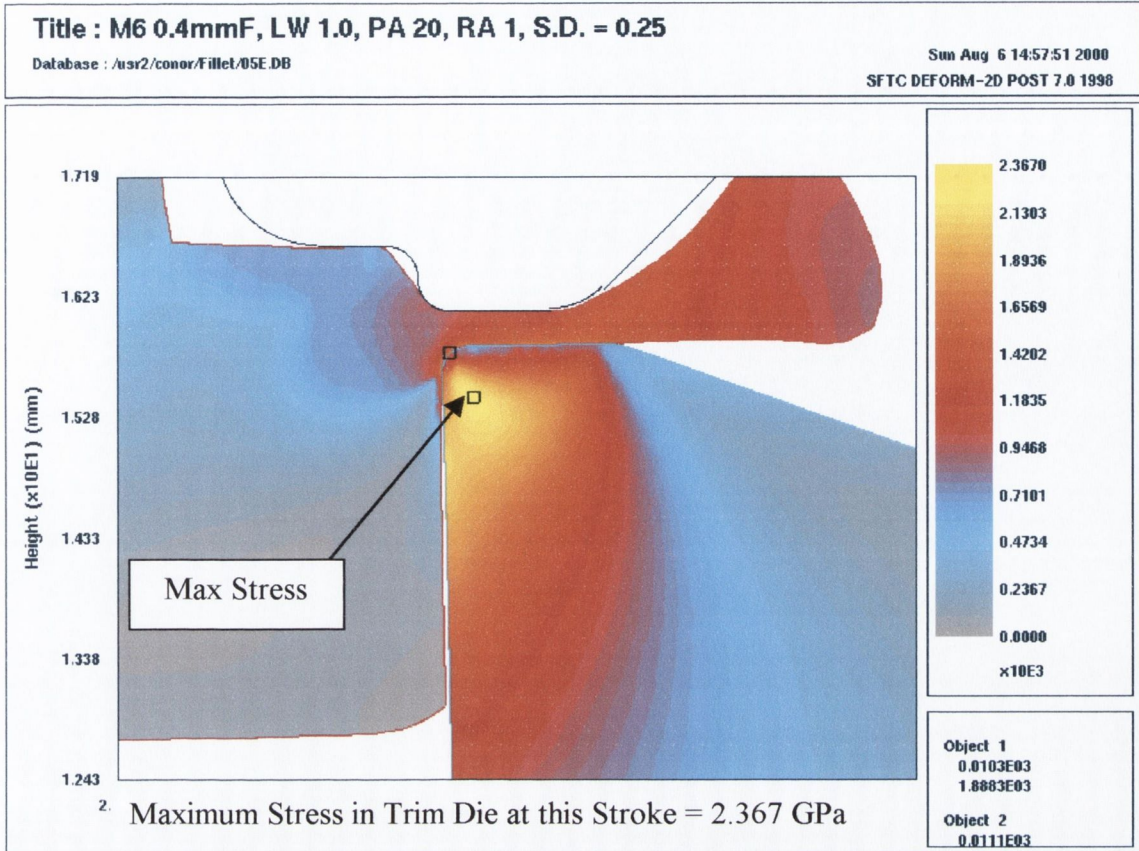 Title : M6 0.4mmF, LW 1.0, PA 20, RA 1, S.D. = 0.25
Database : /usr2/conor/Fillet/05E.DB
Sun Aug 6 14:57:51 2000
SFTC DEFORM-2D POST 7.0 1998
1.719
1.623
1.528
1.433
1.338
1.243
Height (x10E1 ) (mm)
Max Stress
2.3670
2.1303
1.8936
1.6569
1.4202
1.1835
0.9468
0.7101
0.4734
0.2367
0.0000
x10E3
Object 1
0.0103E03
1.8883E03
Object 2
0.0111E03
2. Maximum Stress in Trim Die at this Stroke = 2.367 GPa